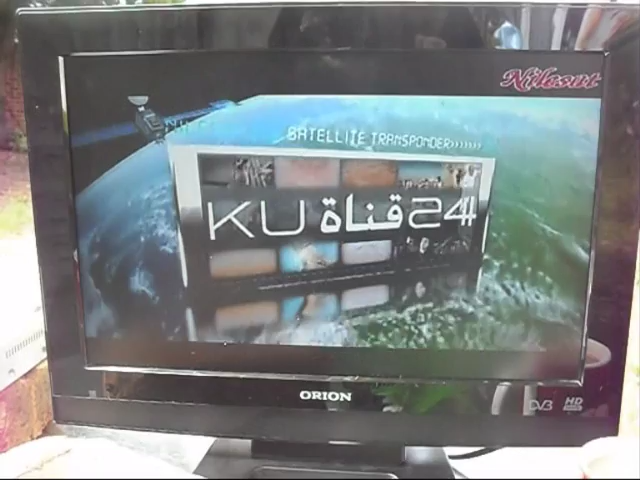 Nilesat
SATELLITE TRANSPONDER>>>>>>
KU قناة 24
ORION
DVB HD